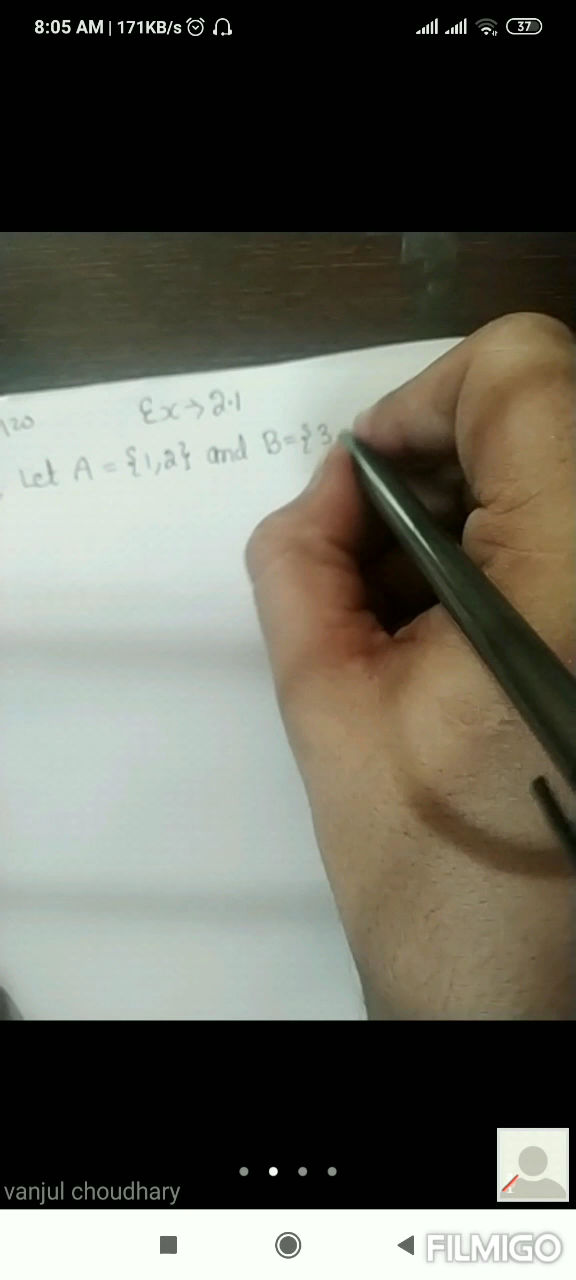 8:05 AM | 171KB/s
37
Ex → 2.1
Let A = {1,2} and B = {3,
vanjul choudhary
FILMIGO